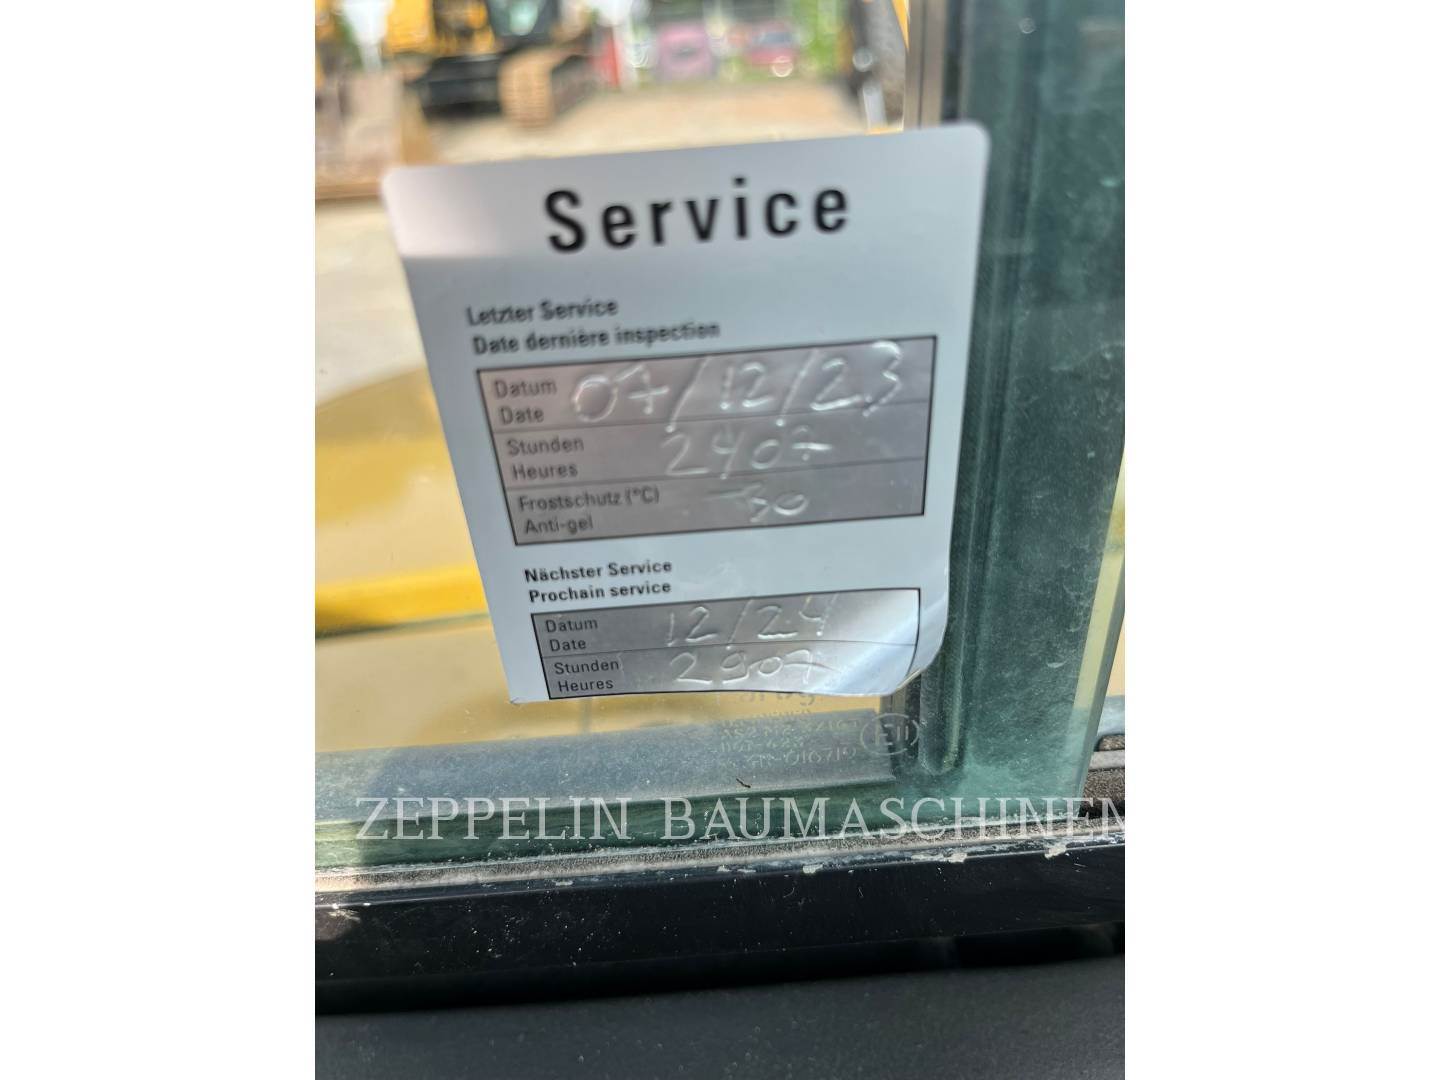 Service
Letzter Service
Date dernière inspection
Datum
Date
07/12/23
Stunden
Heures
2407
Frostschutz (°C)
Anti-gel
-30
Nächster Service
Prochain service
Datum
Date
12/24
Stunden
Heures
2907
E11
ZEPPELIN BAUMASCHINEN